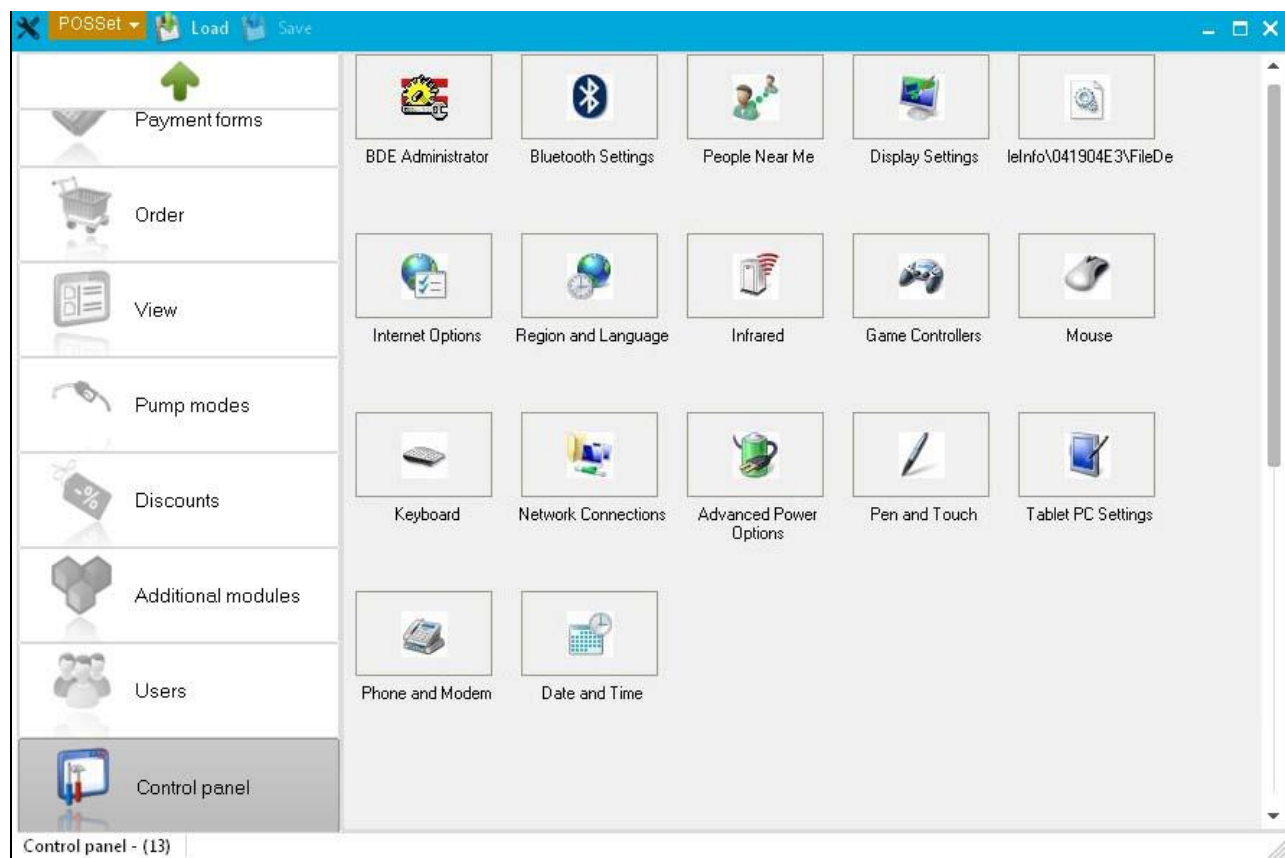 POSSet Load Save
Payment forms
Order
View
Pump modes
Discounts
Additional modules
Users
Control panel
BDE Administrator Bluetooth Settings People Near Me Display Settings leInfo\041904E3\FileDe
Internet Options Region and Language Infrared Game Controllers Mouse
Keyboard Network Connections Advanced Power Options Pen and Touch Tablet PC Settings
Phone and Modem Date and Time
Control panel - (13)